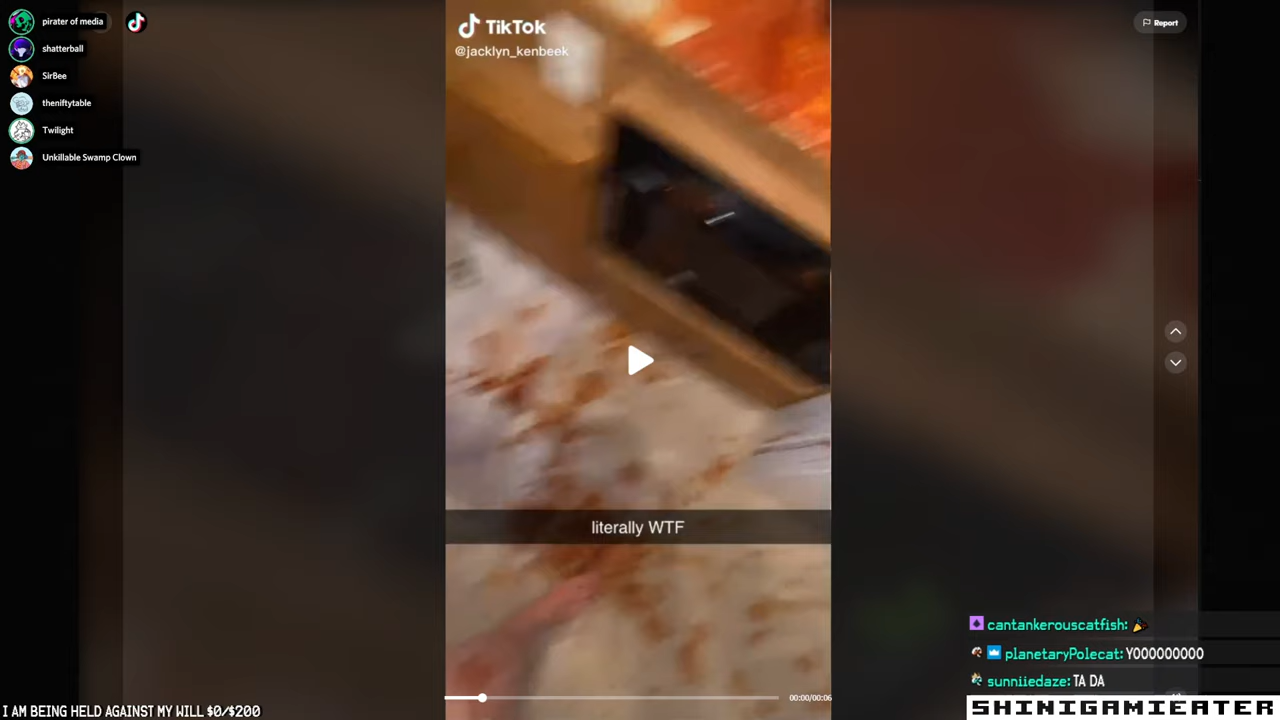 pirater of media
shatterball
SirBee
theniftytable
Twilight
Unkillable Swamp Clown
TikTok
@jacklyn_kenbeek
Report
literally WTF
cantankerouscatfish:
planetaryPolecat: YOOOOOOOOO
sunniiedaze: TA DA
00:00/00:06
I AM BEING HELD AGAINST MY WILL $0/$200
SHINIGAMIEATER